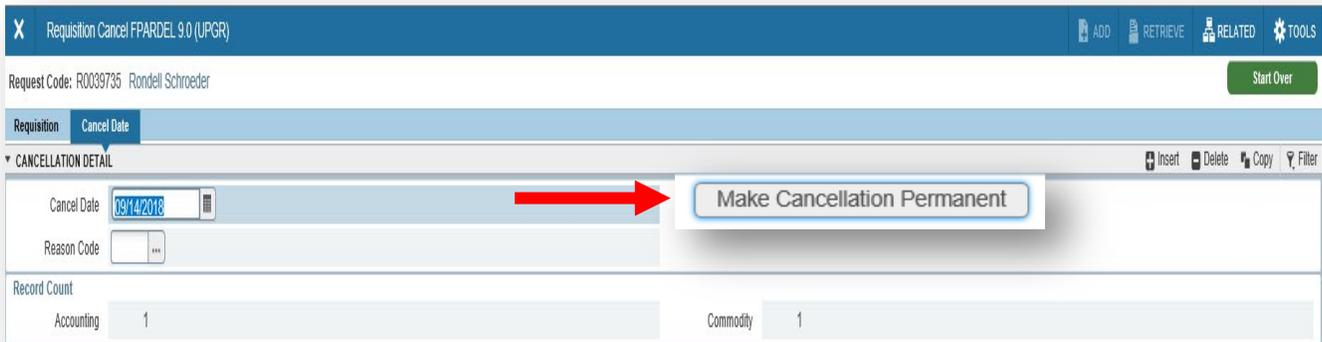 X Requisition Cancel FPARDEL 9.0 (UPGR) ADD RETRIEVE RELATED TOOLS
Request Code: R0039735 Rondell Schroeder Start Over
Requisition Cancel Date
CANCELLATION DETAIL Insert Delete Copy Filter
Cancel Date 09/14/2018 Make Cancellation Permanent
Reason Code ...
Record Count
Accounting 1 Commodity 1